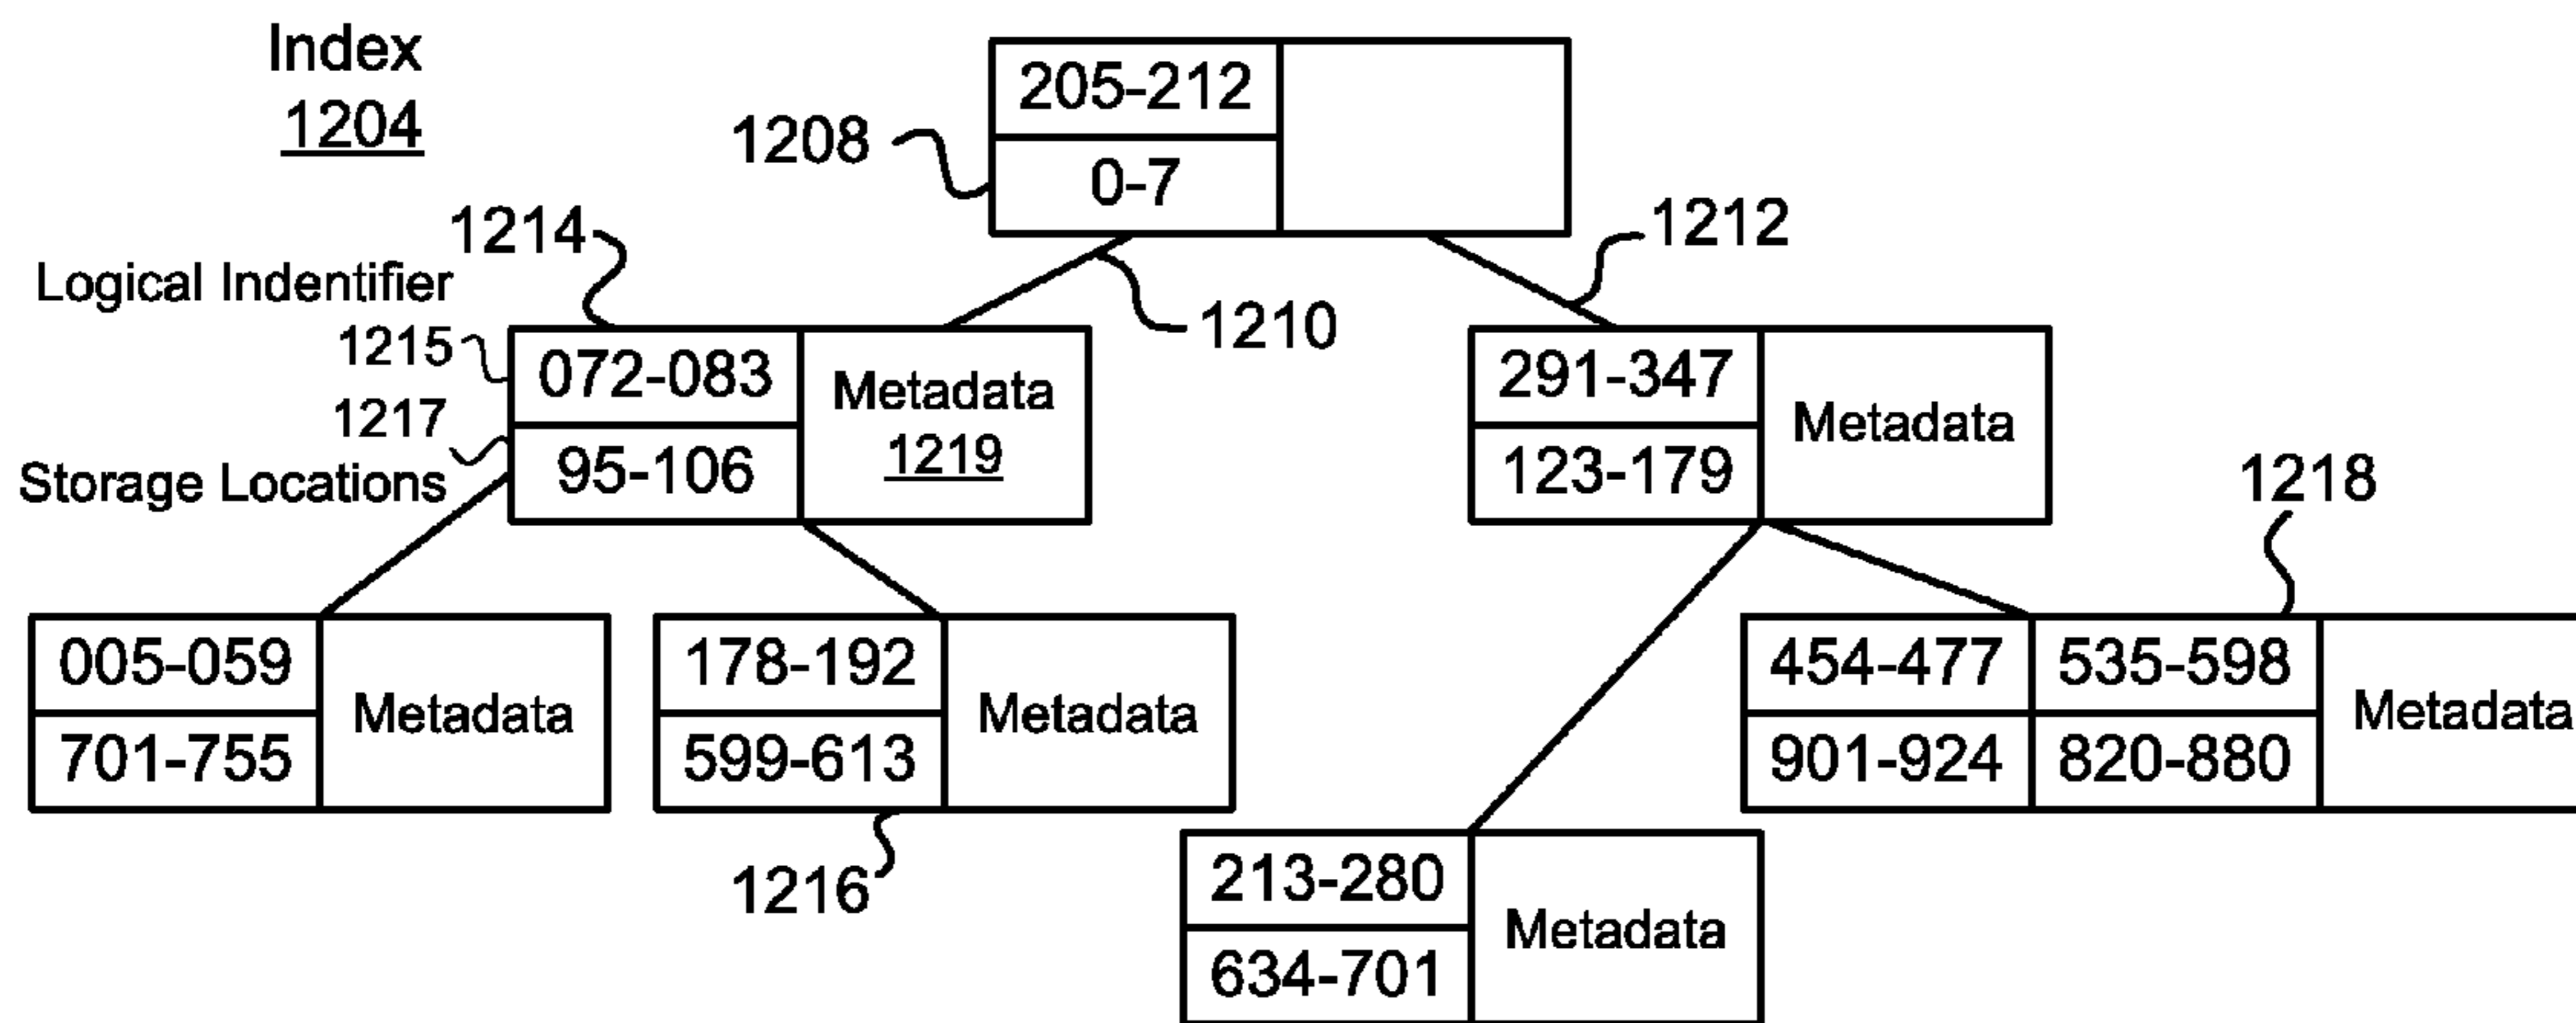 Index
1204
205-212
1208
0-7
1214
1212
Logical Indentifier
1210
1215
072-083
Metadata
1219
291-347
Metadata
1217
95-106
123-179
Storage Locations
1218
005-059
Metadata
178-192
Metadata
454-477
535-598
Metadata
701-755
599-613
901-924
820-880
1216
213-280
Metadata
634-701